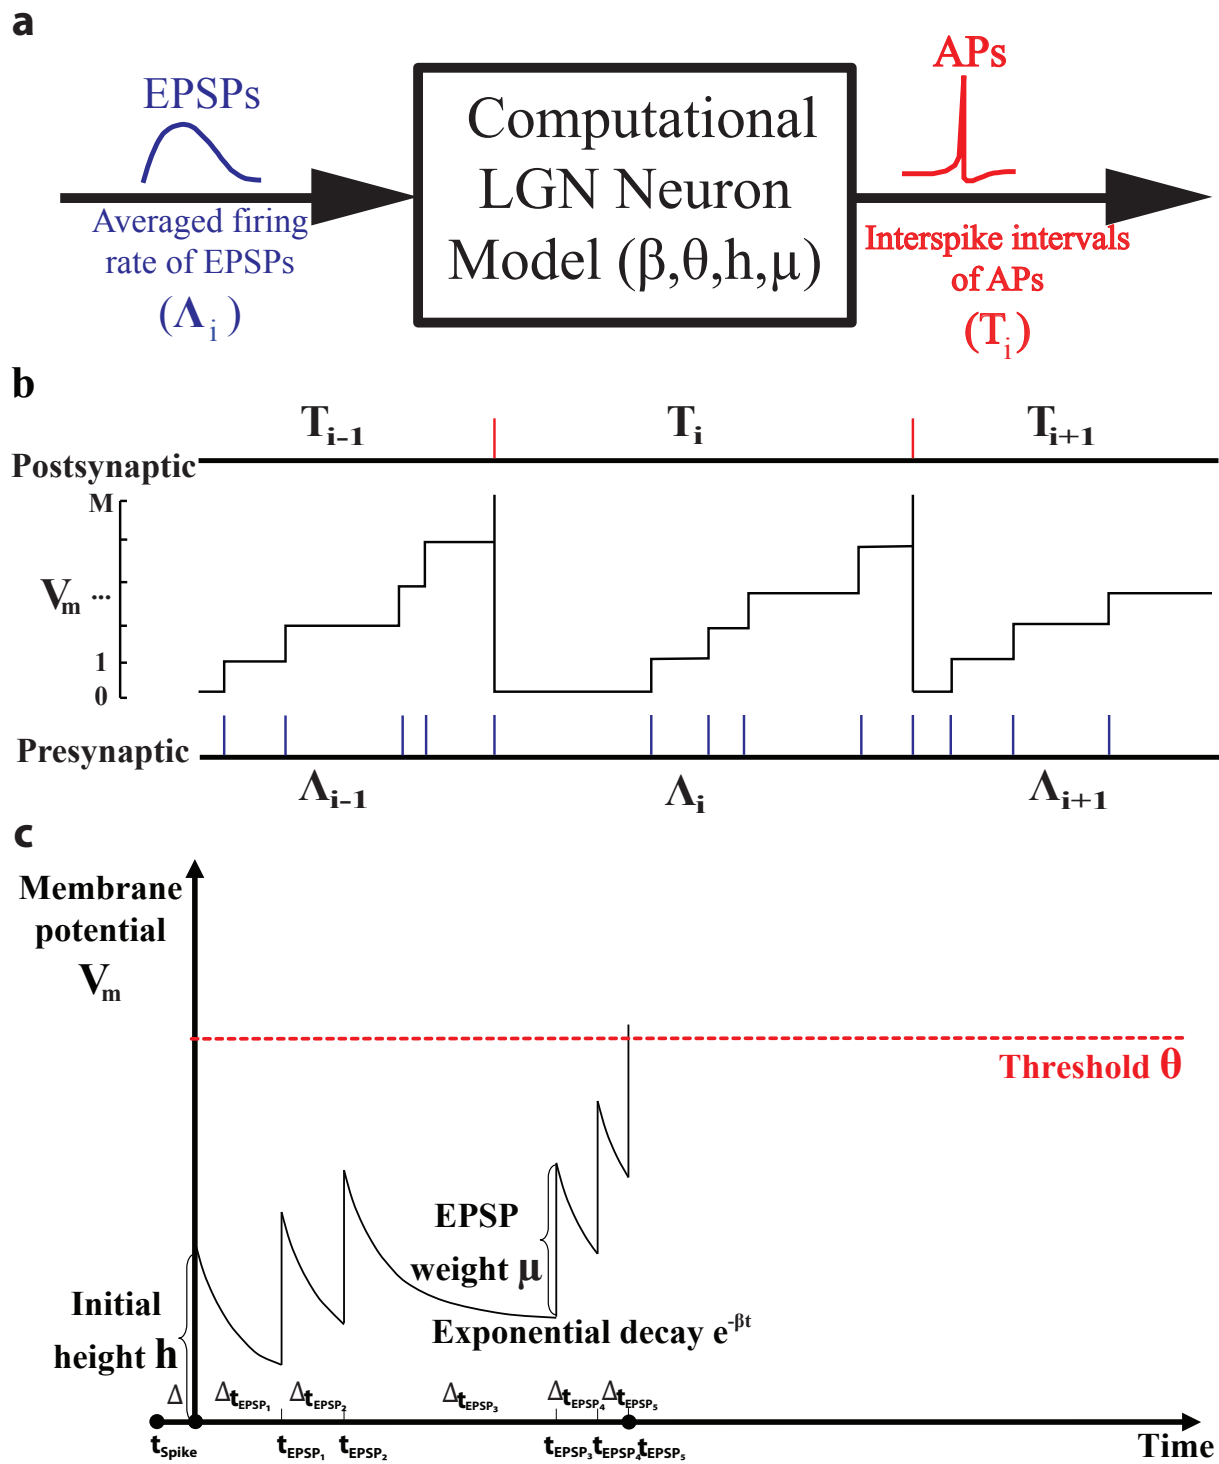 a
EPSPs
Averaged firing
rate of EPSPs
(Λi)
Computational
LGN Neuron
Model (β,θ,h,μ)
APs
Interspike intervals
of APs
(Ti)
b
Ti-1
Ti
Ti+1
Postsynaptic
M
Vm ...
1
0
Presynaptic
Λi-1
Λi
Λi+1
c
Membrane
potential
Vm
Threshold θ
EPSP
weight μ
Initial
height h
Exponential decay e-βt
Δ ΔtEPSP1 ΔtEPSP2 ΔtEPSP3 ΔtEPSP4 ΔtEPSP5
tSpike tEPSP1 tEPSP2 tEPSP3 tEPSP4 tEPSP5
Time